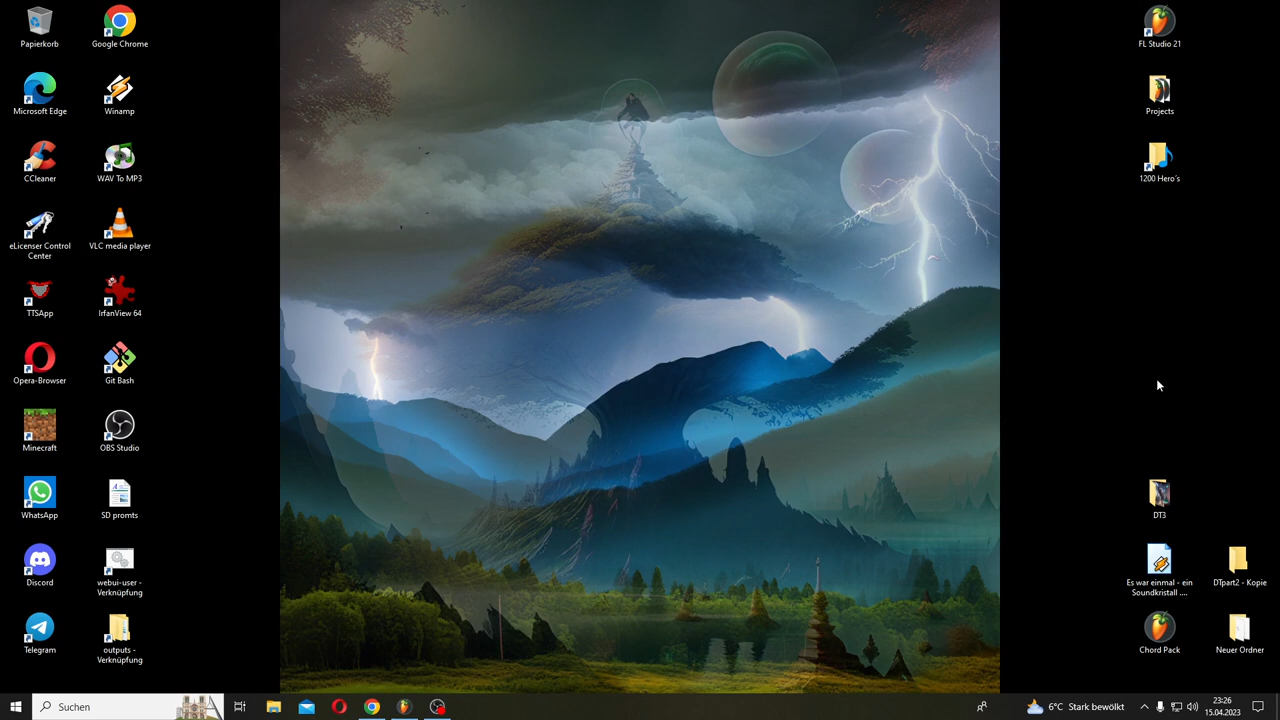 Papierkorb
Google Chrome
Microsoft Edge
Winamp
CCleaner
WAV To MP3
eLicenser Control
Center
VLC media player
TTSApp
IrfanView 64
Opera-Browser
Git Bash
Minecraft
OBS Studio
WhatsApp
SD promts
Discord
webui-user -
Verknüpfung
Telegram
outputs -
Verknüpfung
FL Studio 21
Projects
1200 Hero´s
DT3
Es war einmal - ein
Soundkristall ....
DTpart2 - Kopie
Chord Pack
Neuer Ordner
Suchen
6°C Stark bewölkt
23:26
15.04.2023